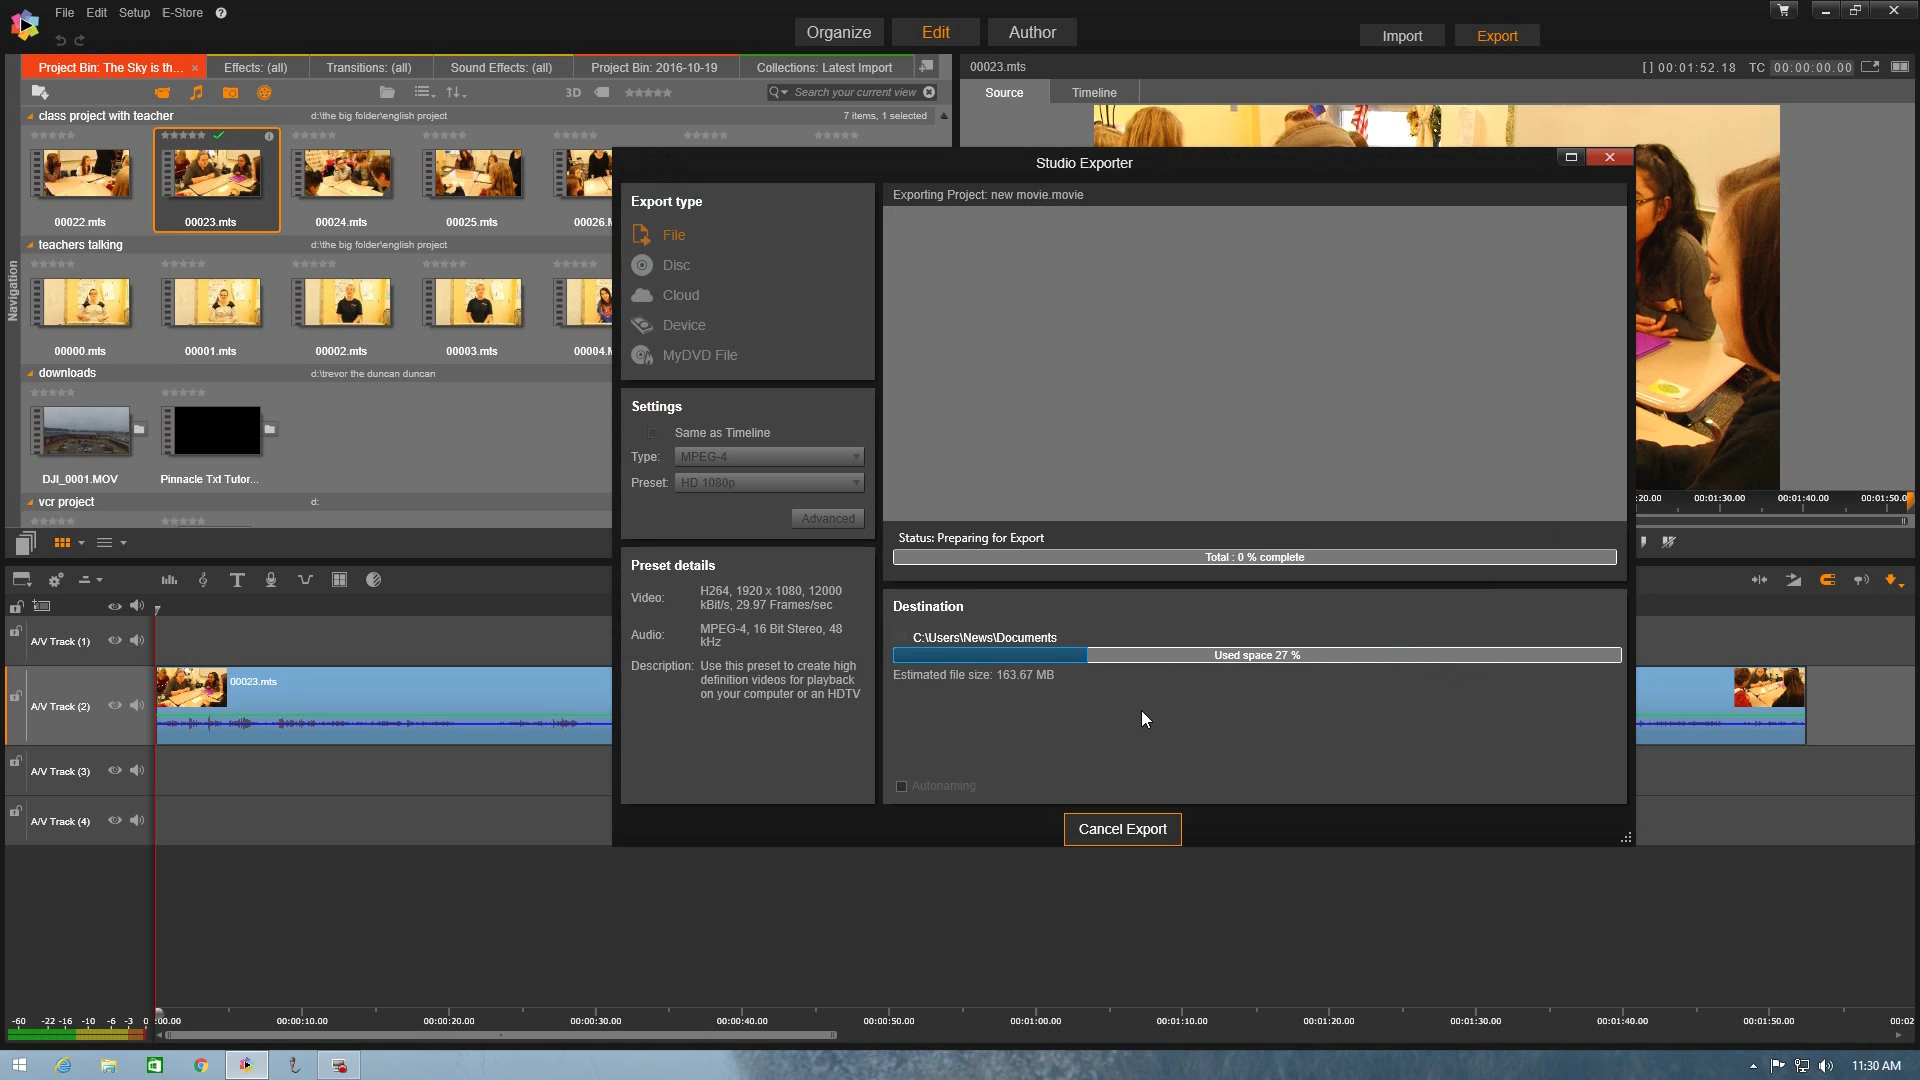 File Edit Setup E-Store ?
Organize Edit Author
Import Export
Project Bin: The Sky is th... × Effects: (all) Transitions: (all) Sound Effects: (all) Project Bin: 2016-10-19 Collections: Latest Import
00023.mts
[ ] 00:01:52.18 TC 00:00:00.00
3D
Search your current view
Source Timeline
class project with teacher d:\the big folder\english project 7 items, 1 selected
00022.mts 00023.mts 00024.mts 00025.mts 00026.M
teachers talking d:\the big folder\english project
00000.mts 00001.mts 00002.mts 00003.mts 00004.M
downloads d:\trevor the duncan duncan
DJI_0001.MOV Pinnacle Txt Tutor...
vcr project d:
Navigation
Studio Exporter
Export type
File
Disc
Cloud
Device
MyDVD File
Settings
Same as Timeline
Type: MPEG-4
Preset: HD 1080p
Advanced
Preset details
Video: H264, 1920 x 1080, 12000
kBit/s, 29.97 Frames/sec
Audio: MPEG-4, 16 Bit Stereo, 48
kHz
Description: Use this preset to create high
definition videos for playback
on your computer or an HDTV
Exporting Project: new movie.movie
Status: Preparing for Export
Total : 0 % complete
Destination
C:\Users\News\Documents
Used space 27 %
Estimated file size: 163.67 MB
Autonaming
Cancel Export
:20.00 00:01:30.00 00:01:40.00 00:01:50.0
A/V Track (1)
A/V Track (2)
00023.mts
A/V Track (3)
A/V Track (4)
-60 -22 -16 -10 -6 -3 0
:00.00 00:00:10.00 00:00:20.00 00:00:30.00 00:00:40.00 00:00:50.00 00:01:00.00 00:01:10.00 00:01:20.00 00:01:30.00 00:01:40.00 00:01:50.00 00:02
11:30 AM